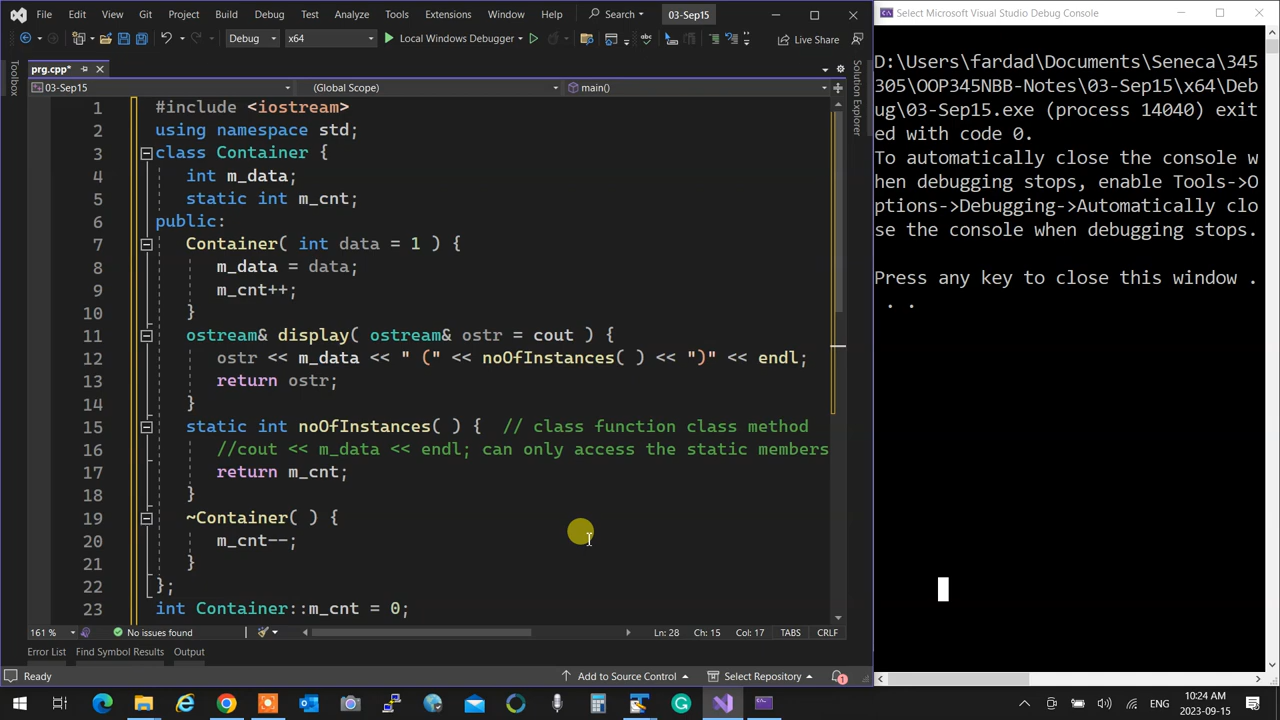 File Edit View Git Project Build Debug Test Analyze Tools Extensions Window Help Search 03-Sep15
Debug x64 Local Windows Debugger Live Share
prg.cpp*
03-Sep15 (Global Scope) main()
Toolbox
Solution Explorer
1 #include <iostream>
2 using namespace std;
3 class Container {
4 int m_data;
5 static int m_cnt;
6 public:
7 Container( int data = 1 ) {
8 m_data = data;
9 m_cnt++;
10 }
11 ostream& display( ostream& ostr = cout ) {
12 ostr << m_data << " (" << noOfInstances( ) << ")" << endl;
13 return ostr;
14 }
15 static int noOfInstances( ) { // class function class method
16 //cout << m_data << endl; can only access the static members
17 return m_cnt;
18 }
19 ~Container( ) {
20 m_cnt--;
21 }
22 };
23 int Container::m_cnt = 0;
161 % No issues found Ln: 28 Ch: 15 Col: 17 TABS CRLF
Error List Find Symbol Results Output
Ready Add to Source Control Select Repository 1
Select Microsoft Visual Studio Debug Console
D:\Users\fardad\Documents\Seneca\345
305\OOP345NBB-Notes\03-Sep15\x64\Deb
ug\03-Sep15.exe (process 14040) exit
ed with code 0.
To automatically close the console w
hen debugging stops, enable Tools->O
ptions->Debugging->Automatically clo
se the console when debugging stops.
Press any key to close this window .
. .
ENG
10:24 AM
2023-09-15